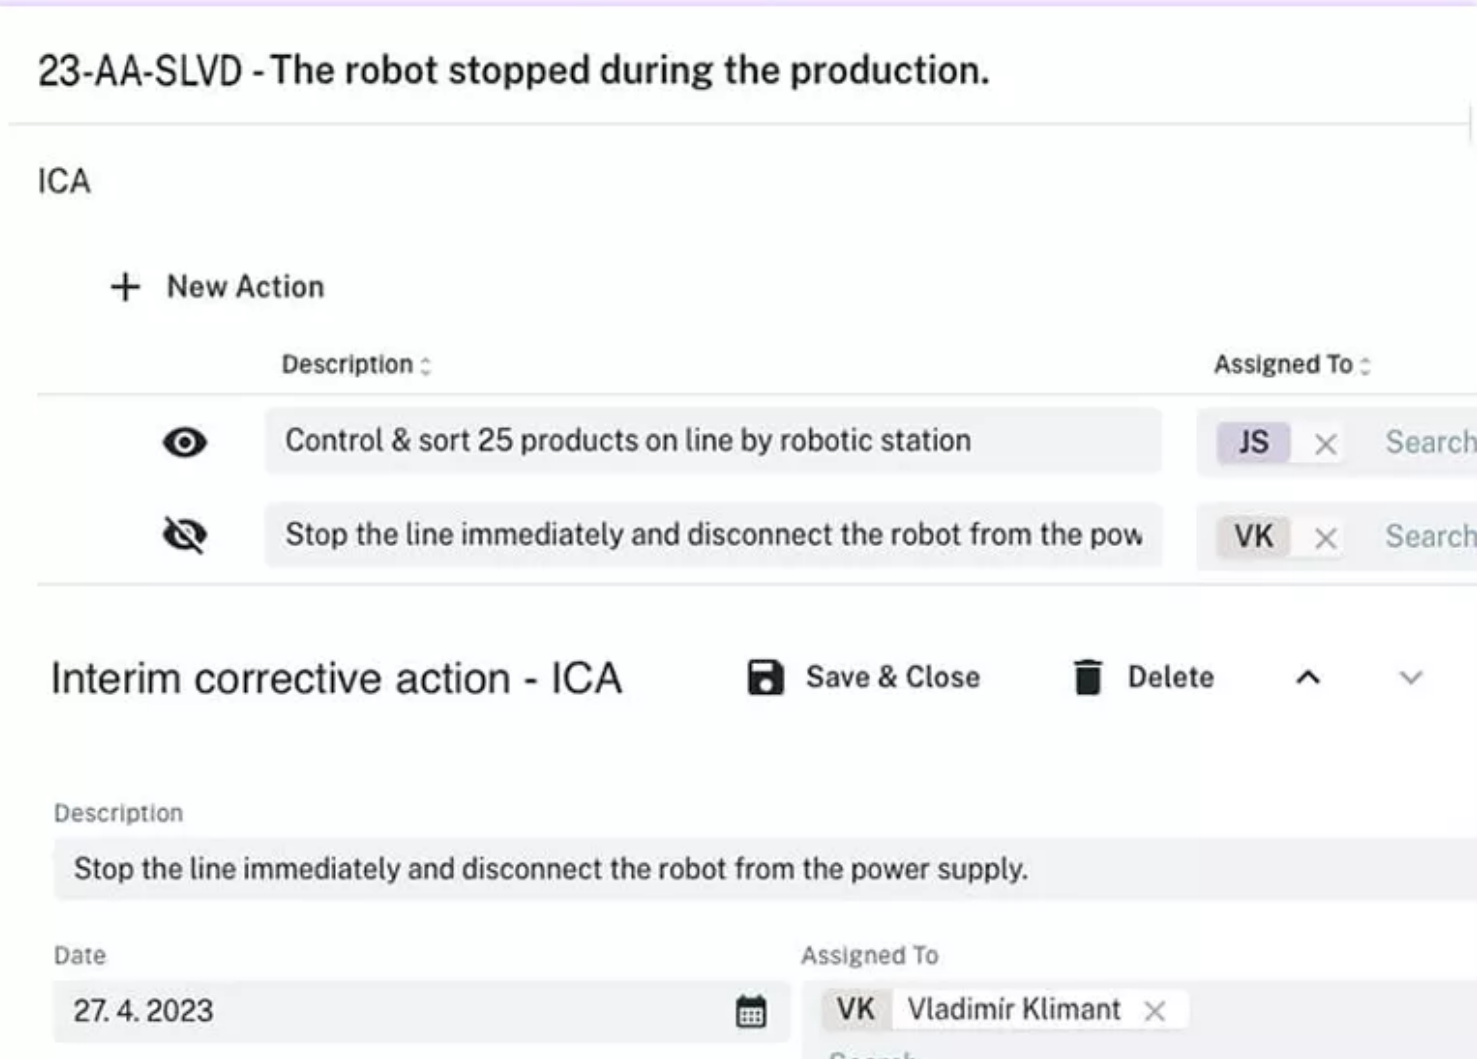 23-AA-SLVD - The robot stopped during the production.
ICA
New Action
Description
Assigned To
Control & sort 25 products on line by robotic station
JS
Search
Stop the line immediately and disconnect the robot from the pow
VK
Search
Interim corrective action - ICA
Save & Close
Delete
Description
Stop the line immediately and disconnect the robot from the power supply.
Date
Assigned To
27. 4. 2023
VK
Vladimír Klimant